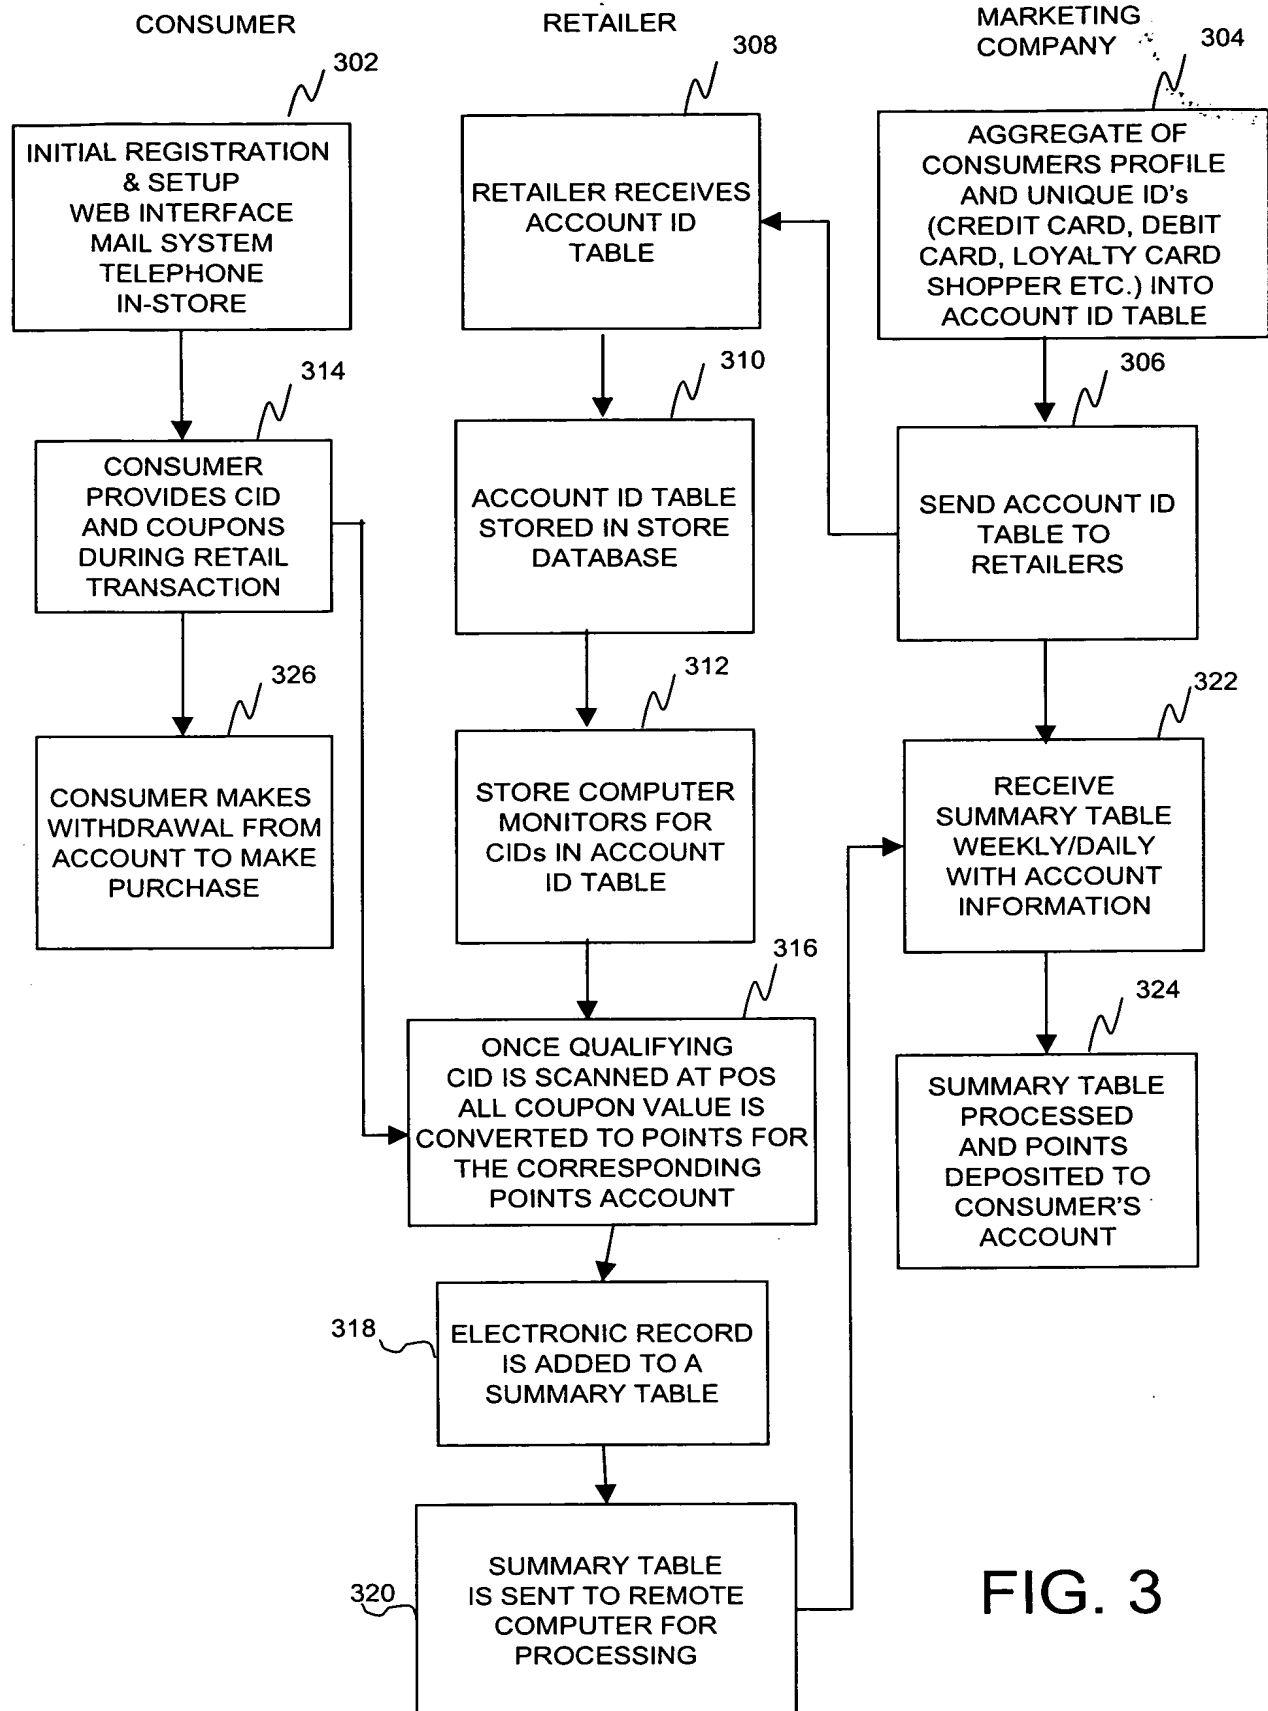 CONSUMER
302
INITIAL REGISTRATION
& SETUP
WEB INTERFACE
MAIL SYSTEM
TELEPHONE
IN-STORE
314
CONSUMER
PROVIDES CID
AND COUPONS
DURING RETAIL
TRANSACTION
326
CONSUMER MAKES
WITHDRAWAL FROM
ACCOUNT TO MAKE
PURCHASE
RETAILER
308
RETAILER RECEIVES
ACCOUNT ID
TABLE
310
ACCOUNT ID TABLE
STORED IN STORE
DATABASE
312
STORE COMPUTER
MONITORS FOR
CIDs IN ACCOUNT
ID TABLE
316
ONCE QUALIFYING
CID IS SCANNED AT POS
ALL COUPON VALUE IS
CONVERTED TO POINTS FOR
THE CORRESPONDING
POINTS ACCOUNT
318
ELECTRONIC RECORD
IS ADDED TO A
SUMMARY TABLE
320
SUMMARY TABLE
IS SENT TO REMOTE
COMPUTER FOR
PROCESSING
MARKETING
COMPANY
304
AGGREGATE OF
CONSUMERS PROFILE
AND UNIQUE ID's
(CREDIT CARD, DEBIT
CARD, LOYALTY CARD
SHOPPER ETC.) INTO
ACCOUNT ID TABLE
306
SEND ACCOUNT ID
TABLE TO
RETAILERS
322
RECEIVE
SUMMARY TABLE
WEEKLY/DAILY
WITH ACCOUNT
INFORMATION
324
SUMMARY TABLE
PROCESSED
AND POINTS
DEPOSITED TO
CONSUMER'S
ACCOUNT
FIG. 3